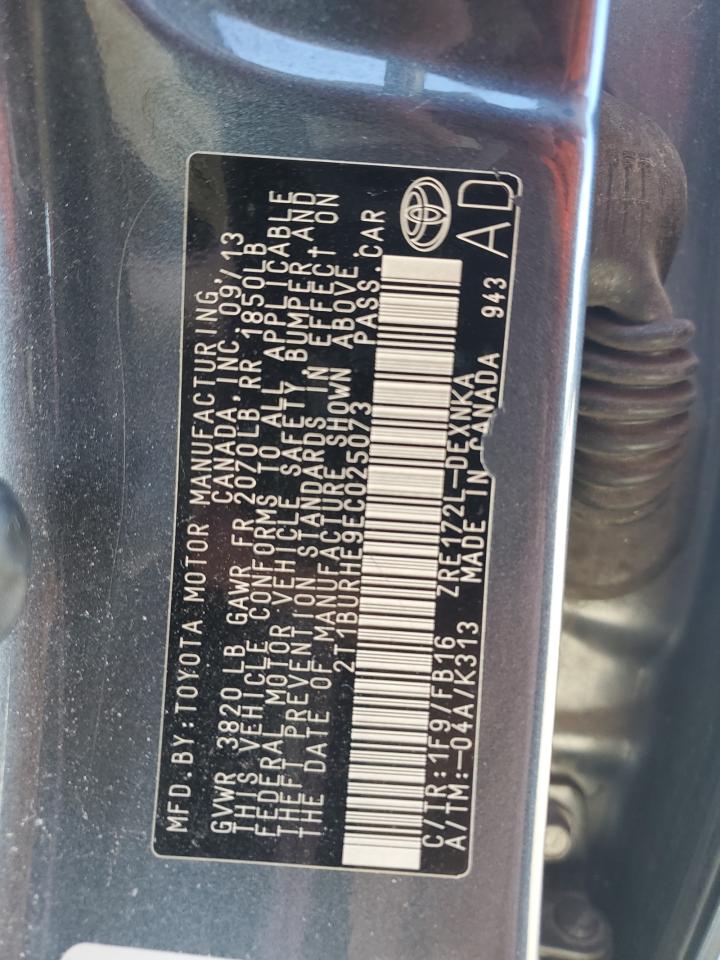 MFD.BY:TOYOTA MOTOR MANUFACTURING,
CANADA,INC. 09/13
GVWR 3820LB GAWR FR 2070LB RR 1850LB
THIS VEHICLE CONFORMS TO ALL APPLICABLE
FEDERAL MOTOR VEHICLE SAFETY, BUMPER,AND
THEFT PREVENTION STANDARDS IN EFFECT ON
THE DATE OF MANUFACTURE SHOWN ABOVE.
2T1BURHE9EC025073 PASS.CAR
C/TR:1F9/FB16 ZRE172L-DEXNKA
A/TM:-04A/K313 MADE IN CANADA 943
AD